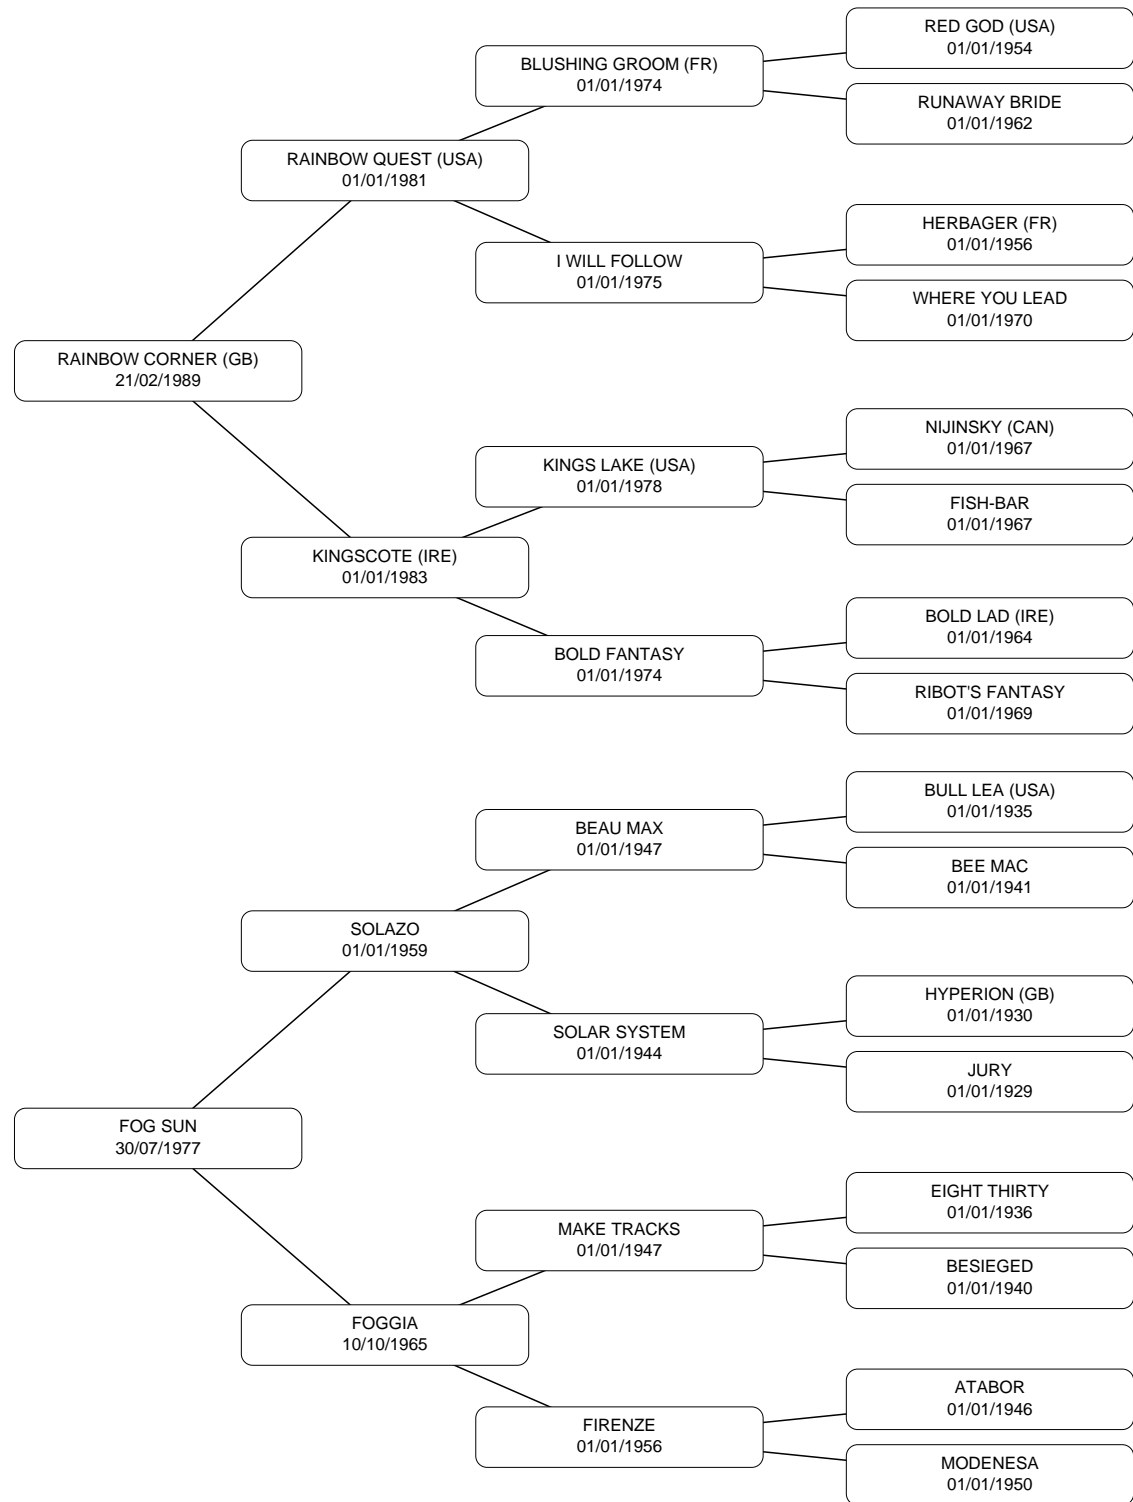 RED GOD (USA)
01/01/1954
BLUSHING GROOM (FR)
01/01/1974
RUNAWAY BRIDE
01/01/1962
RAINBOW QUEST (USA)
01/01/1981
HERBAGER (FR)
01/01/1956
I WILL FOLLOW
01/01/1975
WHERE YOU LEAD
01/01/1970
RAINBOW CORNER (GB)
21/02/1989
NIJINSKY (CAN)
01/01/1967
KINGS LAKE (USA)
01/01/1978
FISH-BAR
01/01/1967
KINGSCOTE (IRE)
01/01/1983
BOLD LAD (IRE)
01/01/1964
BOLD FANTASY
01/01/1974
RIBOT'S FANTASY
01/01/1969
BULL LEA (USA)
01/01/1935
BEAU MAX
01/01/1947
BEE MAC
01/01/1941
SOLAZO
01/01/1959
HYPERION (GB)
01/01/1930
SOLAR SYSTEM
01/01/1944
JURY
01/01/1929
FOG SUN
30/07/1977
EIGHT THIRTY
01/01/1936
MAKE TRACKS
01/01/1947
BESIEGED
01/01/1940
FOGGIA
10/10/1965
ATABOR
01/01/1946
FIRENZE
01/01/1956
MODENESA
01/01/1950